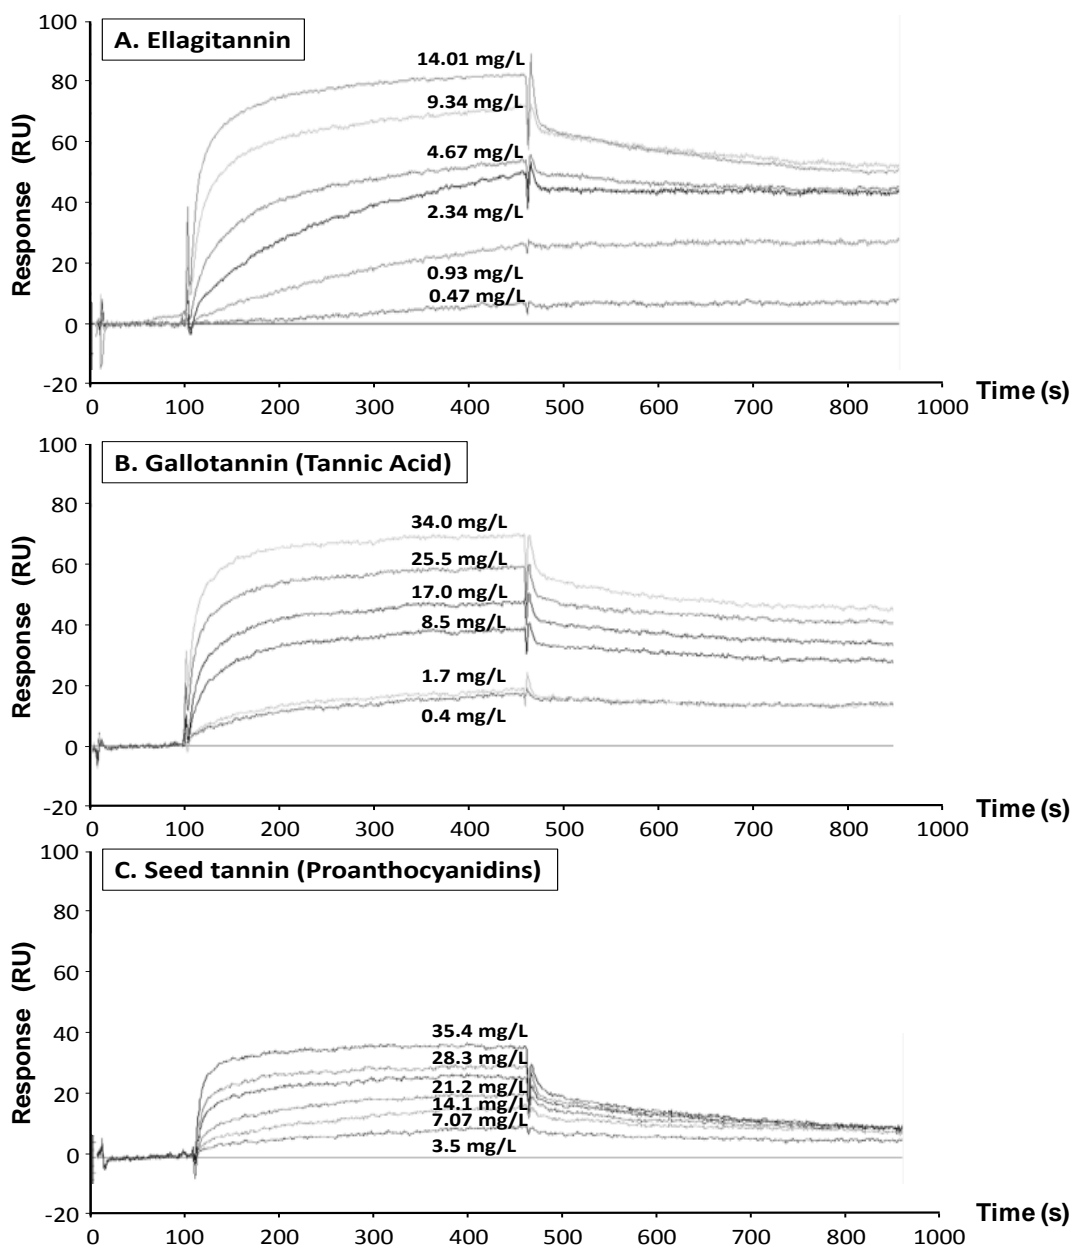 A. Ellagitannin
Response (RU)
100
80
60
40
20
0
-20
14.01 mg/L
9.34 mg/L
4.67 mg/L
2.34 mg/L
0.93 mg/L
0.47 mg/L
0 100 200 300 400 500 600 700 800 1000
Time (s)
B. Gallotannin (Tannic Acid)
Response (RU)
100
80
60
40
20
0
-20
34.0 mg/L
25.5 mg/L
17.0 mg/L
8.5 mg/L
1.7 mg/L
0.4 mg/L
0 100 200 300 400 500 600 700 800 1000
Time (s)
C. Seed tannin (Proanthocyanidins)
Response (RU)
100
80
60
40
20
0
-20
35.4 mg/L
28.3 mg/L
21.2 mg/L
14.1 mg/L
7.07 mg/L
3.5 mg/L
0 100 200 300 400 500 600 700 800 1000
Time (s)